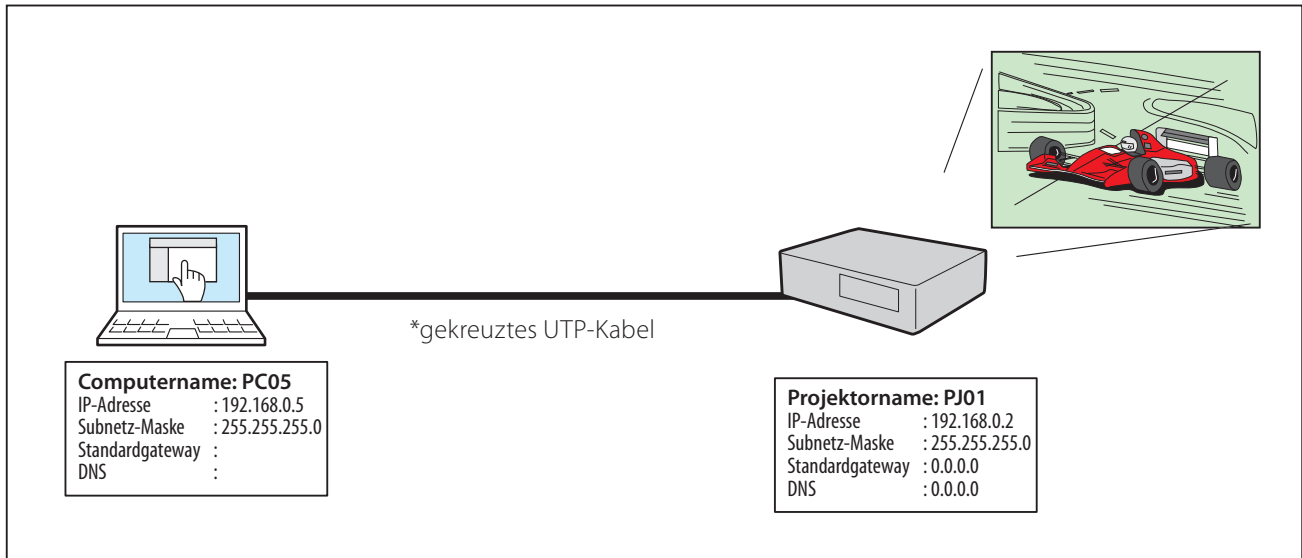 *gekreuztes UTP-Kabel
Computername: PC05
IP-Adresse : 192.168.0.5
Subnetz-Maske : 255.255.255.0
Standardgateway :
DNS :
Projektorname: PJ01
IP-Adresse : 192.168.0.2
Subnetz-Maske : 255.255.255.0
Standardgateway : 0.0.0.0
DNS : 0.0.0.0